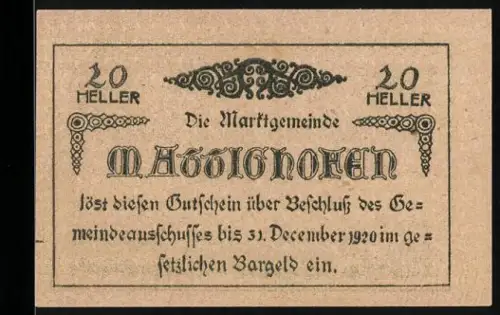 20 HELLER
20 HELLER
Die Marktgemeinde
MATTIGHOFEN
löst diesen Gutschein über Beschluß des Ge=
meindeausschusses bis 31. December 1920 im ge=
setzlichen Bargeld ein.